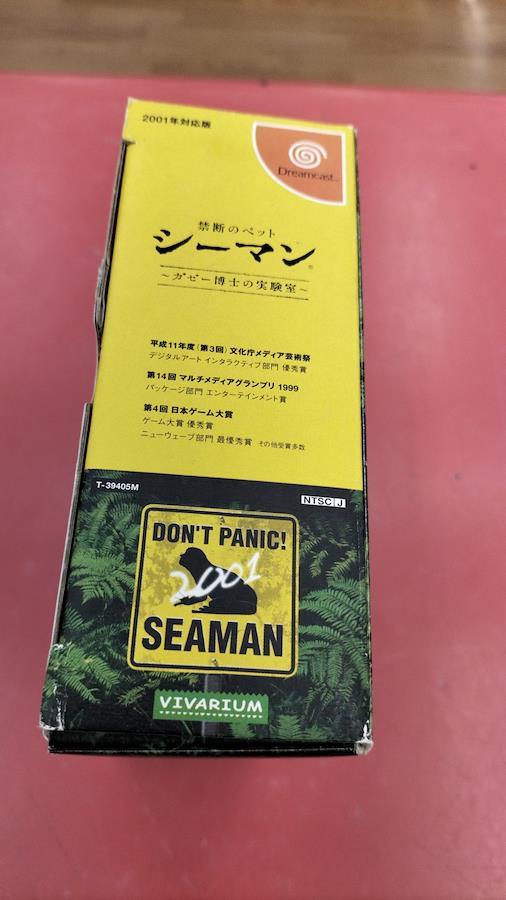 2001年対応版
Dreamcast™
禁断のペット
シーマン®
～ガゼー博士の実験室～
平成11年度（第3回）文化庁メディア芸術祭
デジタルアート インタラクティブ部門 優秀賞
第14回 マルチメディアグランプリ 1999
パッケージ部門 エンターテインメント賞
第4回 日本ゲーム大賞
ゲーム大賞 優秀賞
ニューウェーブ部門 最優秀賞 その他受賞多数
T-39405M
NTSC J
DON'T PANIC!
2001
SEAMAN
VIVARIUM